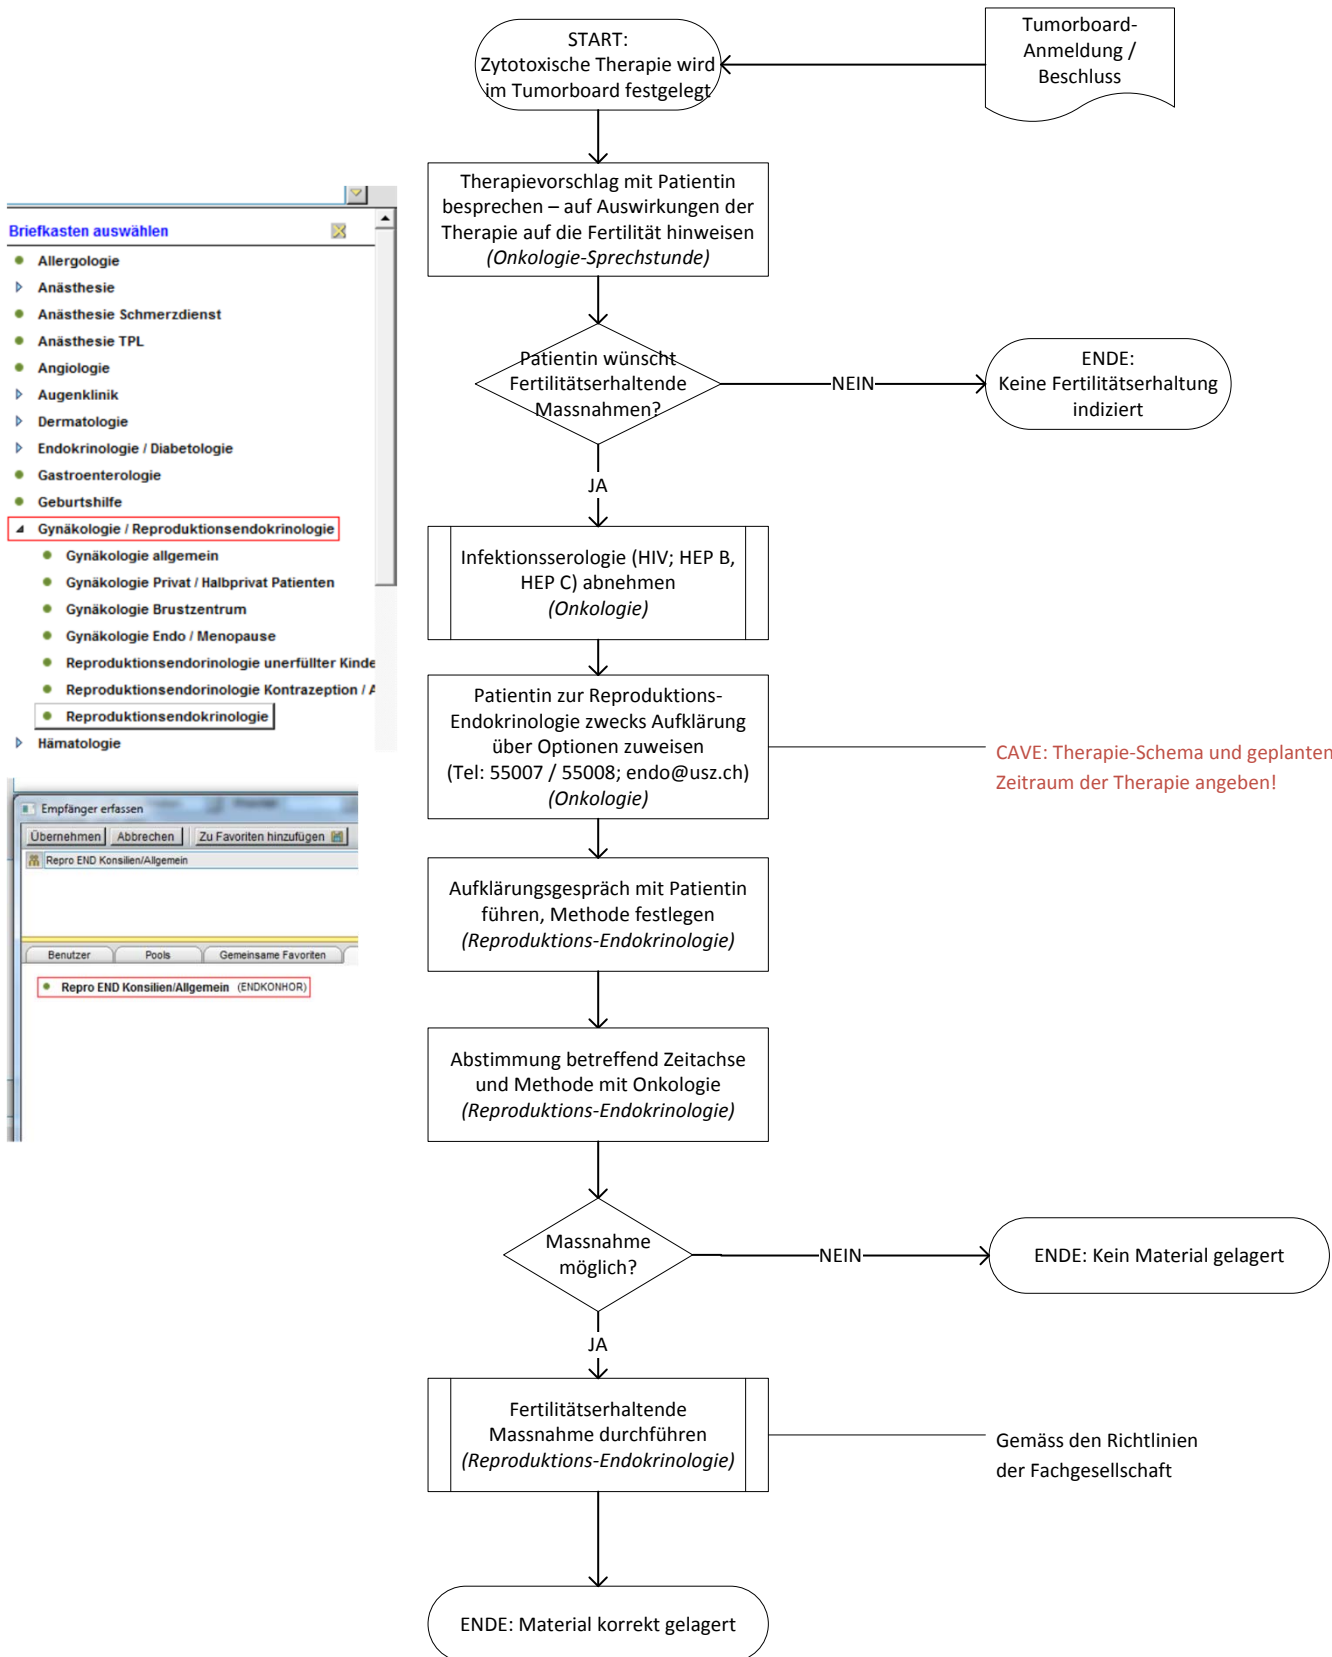 START:
Zytotoxische Therapie wird
im Tumorboard festgelegt
Tumorboard-
Anmeldung /
Beschluss
Therapievorschlag mit Patientin
besprechen – auf Auswirkungen der
Therapie auf die Fertilität hinweisen
(Onkologie-Sprechstunde)
Patientin wünscht
Fertilitätserhaltende
Massnahmen?
NEIN
ENDE:
Keine Fertilitätserhaltung
indiziert
JA
Infektionsserologie (HIV; HEP B,
HEP C) abnehmen
(Onkologie)
Patientin zur Reproduktions-
Endokrinologie zwecks Aufklärung
über Optionen zuweisen
(Tel: 55007 / 55008; endo@usz.ch)
(Onkologie)
CAVE: Therapie-Schema und geplanten
Zeitraum der Therapie angeben!
Aufklärungsgespräch mit Patientin
führen, Methode festlegen
(Reproduktions-Endokrinologie)
Abstimmung betreffend Zeitachse
und Methode mit Onkologie
(Reproduktions-Endokrinologie)
Massnahme
möglich?
NEIN
ENDE: Kein Material gelagert
JA
Fertilitätserhaltende
Massnahme durchführen
(Reproduktions-Endokrinologie)
Gemäss den Richtlinien
der Fachgesellschaft
ENDE: Material korrekt gelagert
Briefkasten auswählen
Allergologie
Anästhesie
Anästhesie Schmerzdienst
Anästhesie TPL
Angiologie
Augenklinik
Dermatologie
Endokrinologie / Diabetologie
Gastroenterologie
Geburtshilfe
Gynäkologie / Reproduktionsendokrinologie
Gynäkologie allgemein
Gynäkologie Privat / Halbprivat Patienten
Gynäkologie Brustzentrum
Gynäkologie Endo / Menopause
Reproduktionsendorinologie unerfüllter Kinde
Reproduktionsendorinologie Kontrazeption / A
Reproduktionsendokrinologie
Hämatologie
Empfänger erfassen
Übernehmen Abbrechen Zu Favoriten hinzufügen
Repro END Konsilien/Allgemein
Benutzer Pools Gemeinsame Favoriten
Repro END Konsilien/Allgemein (ENDKONHOR)